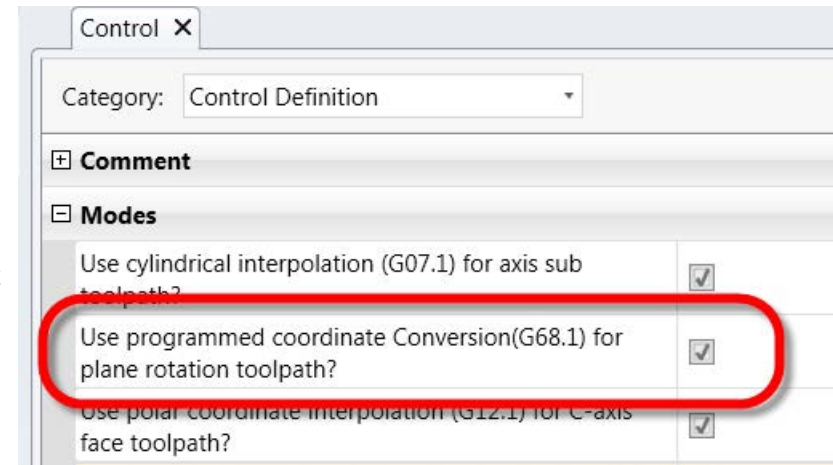 Control X
Category: Control Definition
Comment
Modes
Use cylindrical interpolation (G07.1) for axis sub
toolpath?
Use programmed coordinate Conversion(G68.1) for
plane rotation toolpath?
Use polar coordinate interpolation (G12.1) for C-axis
face toolpath?